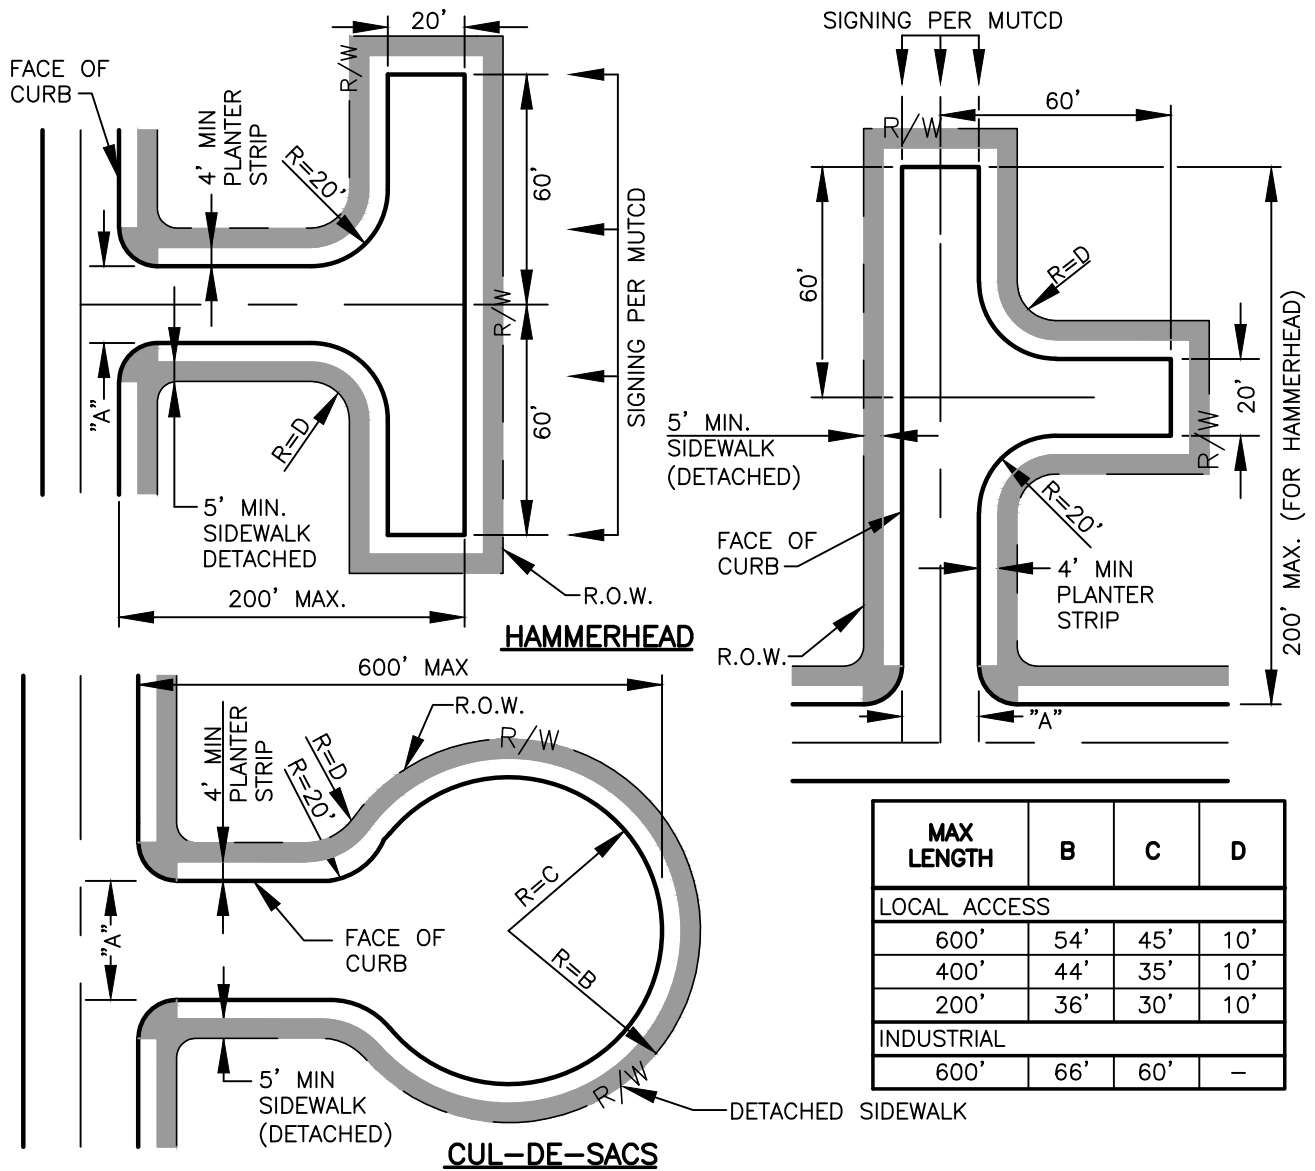 20'
FACE OF
CURB
4' MIN
PLANTER
STRIP
R=20'
R/W
60'
SIGNING PER MUTCD
R/W
60'
"A"
R=D
5' MIN.
SIDEWALK
DETACHED
200' MAX.
R.O.W.
HAMMERHEAD
SIGNING PER MUTCD
60'
R/W
60'
R=D
20'
R/W
5' MIN.
SIDEWALK
(DETACHED)
R=20'
FACE OF
CURB
4' MIN
PLANTER
STRIP
R.O.W.
"A"
200' MAX. (FOR HAMMERHEAD)
600' MAX
R.O.W.
R/W
4' MIN
PLANTER
STRIP
R=D
R=20'
R=C
R=B
"A"
FACE OF
CURB
5' MIN
SIDEWALK
(DETACHED)
R/W
DETACHED SIDEWALK
CUL-DE-SACS
MAX
LENGTH B C D
LOCAL ACCESS
600' 54' 45' 10'
400' 44' 35' 10'
200' 36' 30' 10'
INDUSTRIAL
600' 66' 60' –